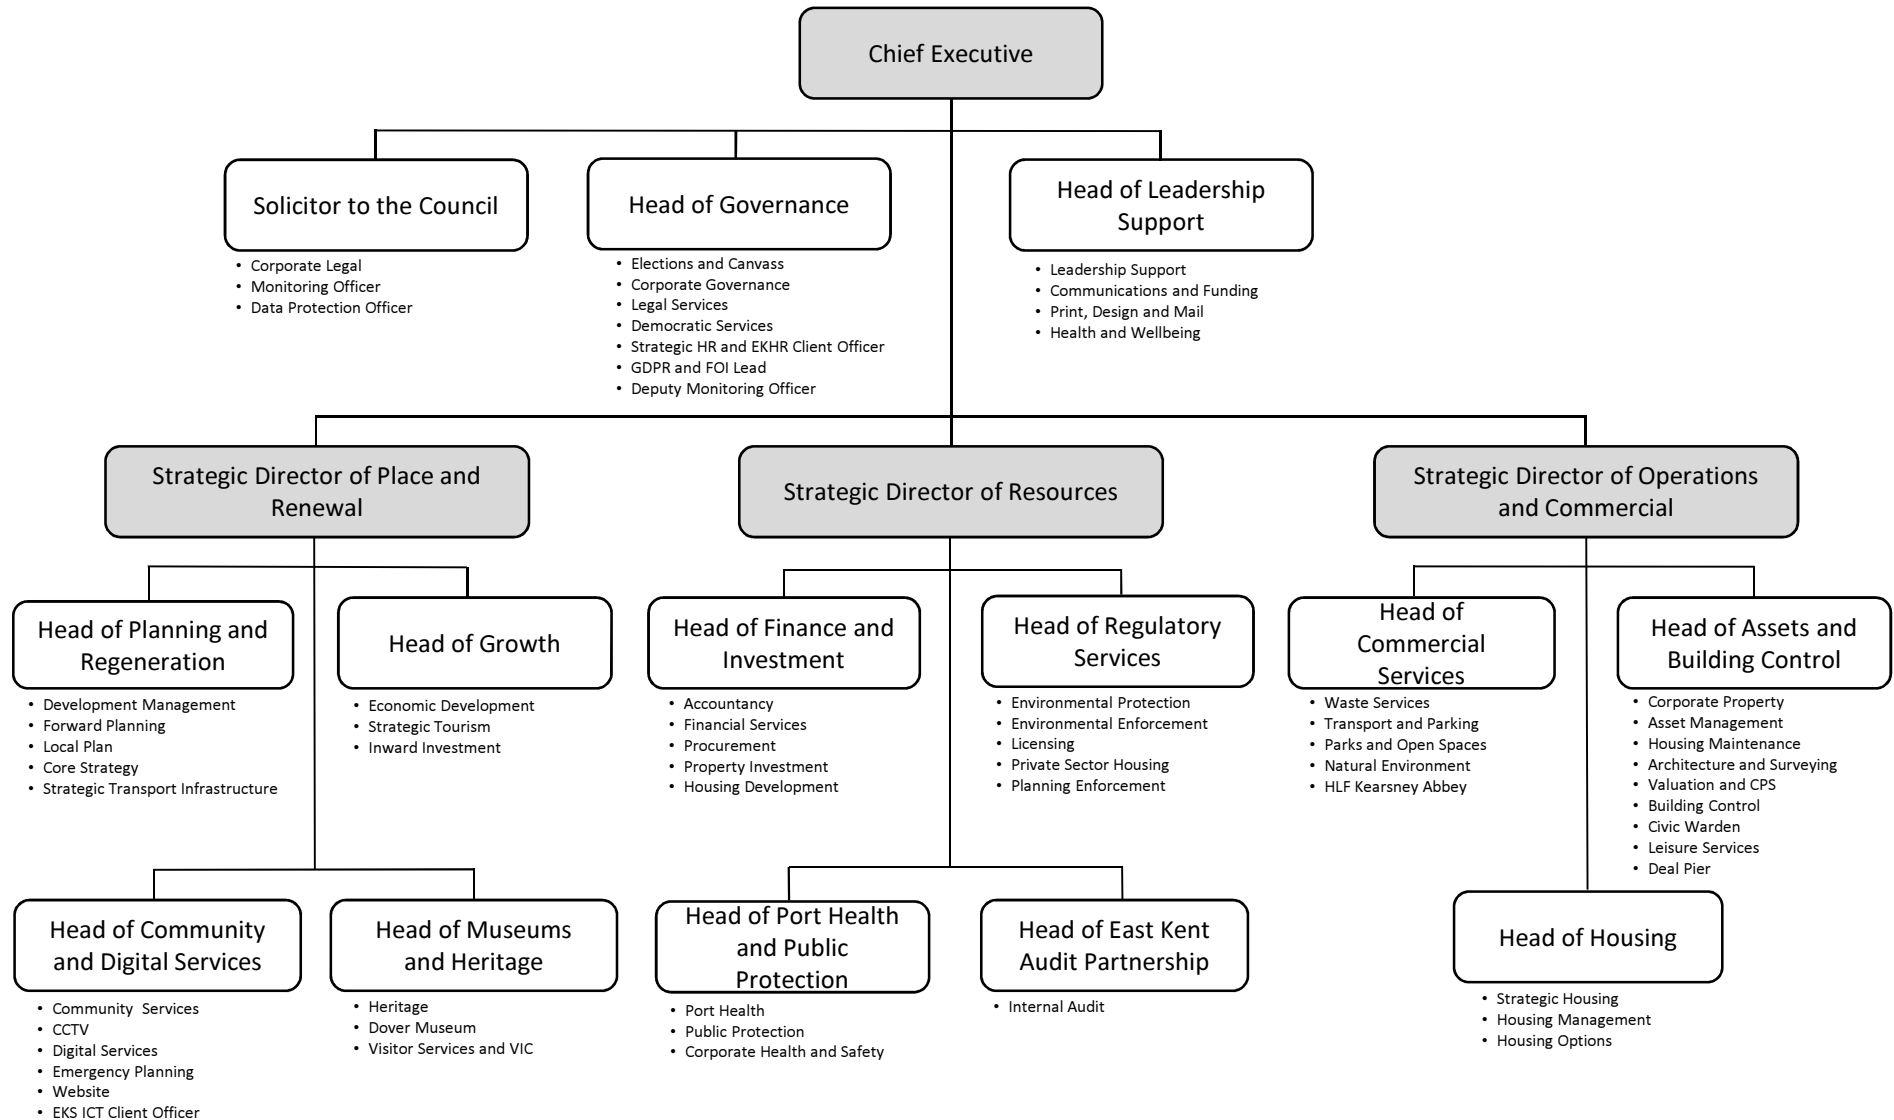 Chief Executive
Solicitor to the Council
• Corporate Legal
• Monitoring Officer
• Data Protection Officer
Head of Governance
• Elections and Canvass
• Corporate Governance
• Legal Services
• Democratic Services
• Strategic HR and EKHR Client Officer
• GDPR and FOI Lead
• Deputy Monitoring Officer
Head of Leadership
Support
• Leadership Support
• Communications and Funding
• Print, Design and Mail
• Health and Wellbeing
Strategic Director of Place and
Renewal
Strategic Director of Resources
Strategic Director of Operations
and Commercial
Head of Planning and
Regeneration
• Development Management
• Forward Planning
• Local Plan
• Core Strategy
• Strategic Transport Infrastructure
Head of Growth
• Economic Development
• Strategic Tourism
• Inward Investment
Head of Finance and
Investment
• Accountancy
• Financial Services
• Procurement
• Property Investment
• Housing Development
Head of Regulatory
Services
• Environmental Protection
• Environmental Enforcement
• Licensing
• Private Sector Housing
• Planning Enforcement
Head of
Commercial
Services
• Waste Services
• Transport and Parking
• Parks and Open Spaces
• Natural Environment
• HLF Kearsney Abbey
Head of Assets and
Building Control
• Corporate Property
• Asset Management
• Housing Maintenance
• Architecture and Surveying
• Valuation and CPS
• Building Control
• Civic Warden
• Leisure Services
• Deal Pier
Head of Community
and Digital Services
• Community Services
• CCTV
• Digital Services
• Emergency Planning
• Website
• EKS ICT Client Officer
Head of Museums
and Heritage
• Heritage
• Dover Museum
• Visitor Services and VIC
Head of Port Health
and Public
Protection
• Port Health
• Public Protection
• Corporate Health and Safety
Head of East Kent
Audit Partnership
• Internal Audit
Head of Housing
• Strategic Housing
• Housing Management
• Housing Options